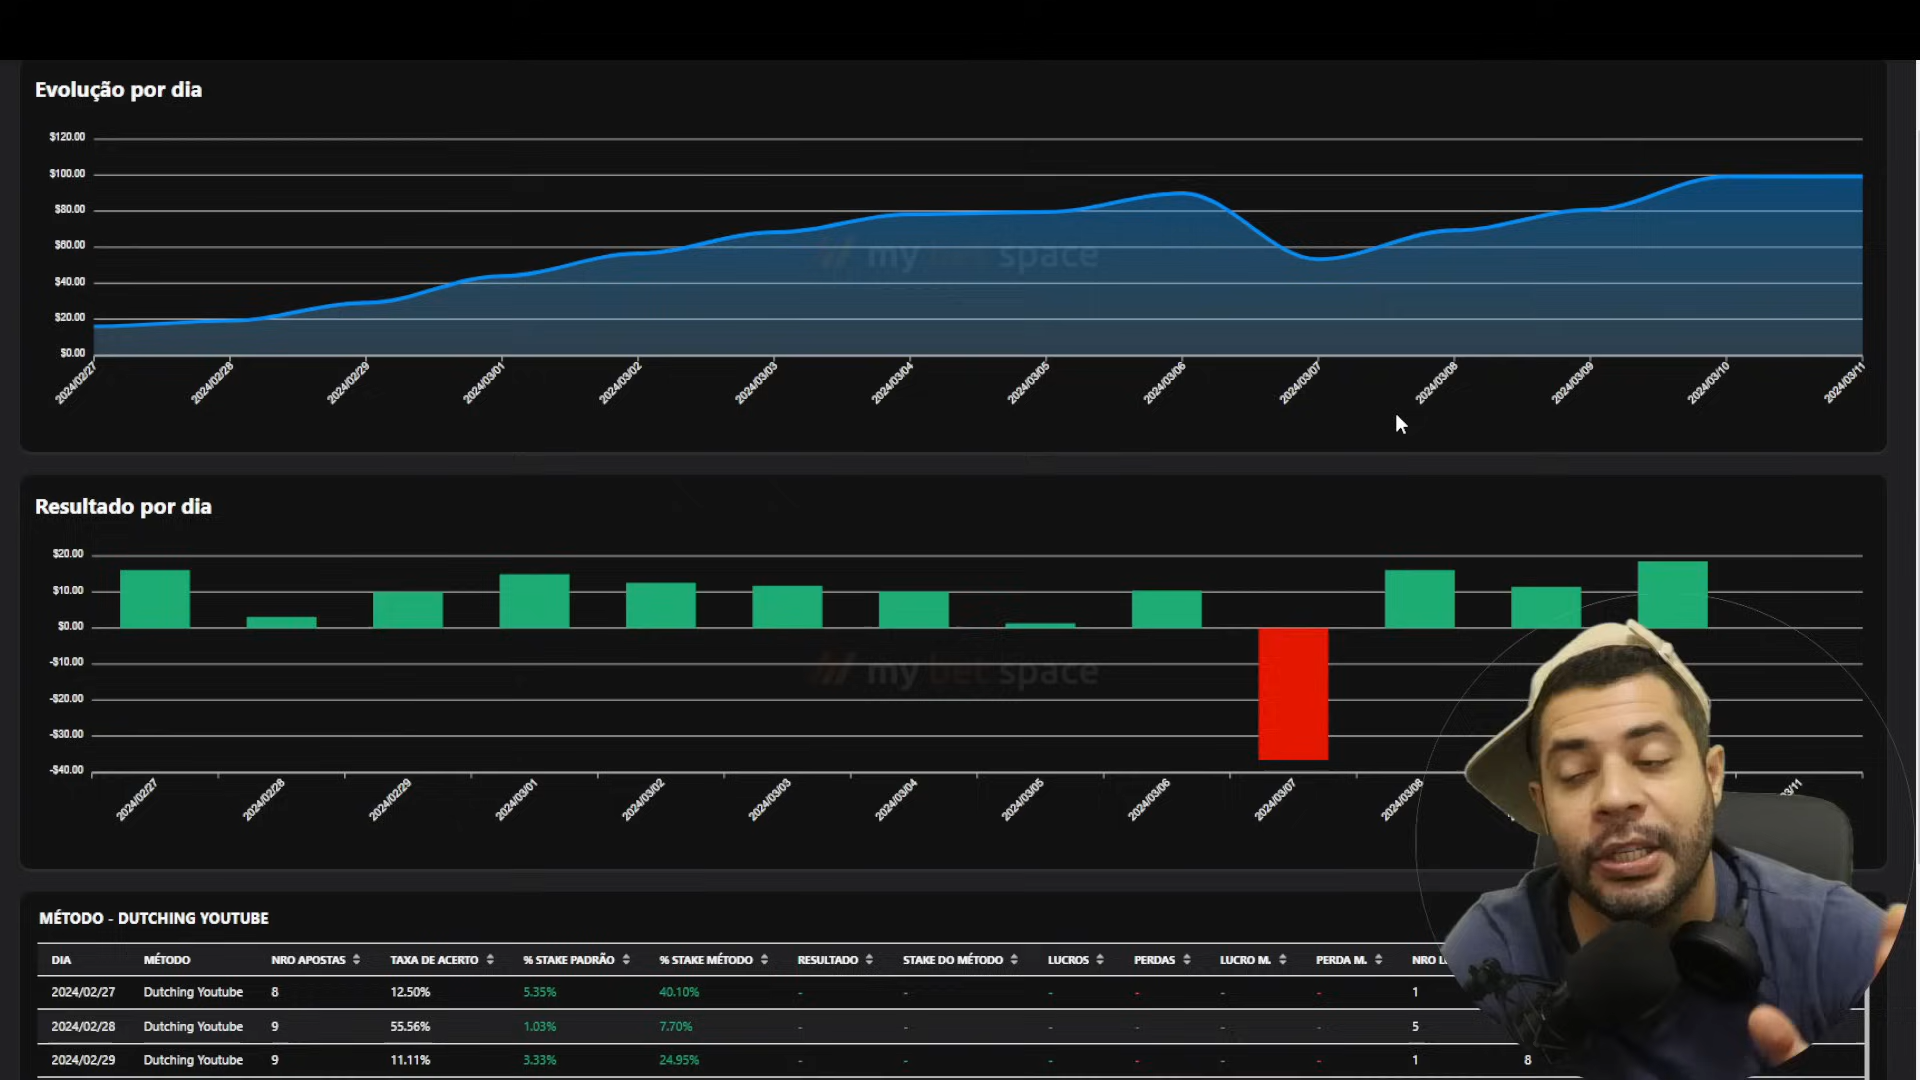 Evolução por dia
$120.00
$100.00
$80.00
$60.00
$40.00
$20.00
$0.00
2024/02/27 2024/02/28 2024/02/29 2024/03/01 2024/03/02 2024/03/03 2024/03/04 2024/03/05 2024/03/06 2024/03/07 2024/03/08 2024/03/09 2024/03/10 2024/03/11
my bet space
Resultado por dia
$20.00
$10.00
$0.00
-$10.00
-$20.00
-$30.00
-$40.00
2024/02/27 2024/02/28 2024/02/29 2024/03/01 2024/03/02 2024/03/03 2024/03/04 2024/03/05 2024/03/06 2024/03/07 2024/03/08
my bet space
MÉTODO - DUTCHING YOUTUBE
DIA MÉTODO NRO APOSTAS TAXA DE ACERTO % STAKE PADRÃO % STAKE MÉTODO RESULTADO STAKE DO MÉTODO LUCROS PERDAS LUCRO M. PERDA M. NRO
2024/02/27 Dutching Youtube 8 12.50% 5.35% 40.10% - - - - - - 1
2024/02/28 Dutching Youtube 9 55.56% 1.03% 7.70% - - - - - - 5
2024/02/29 Dutching Youtube 9 11.11% 3.33% 24.95% - - - - - - 1 8